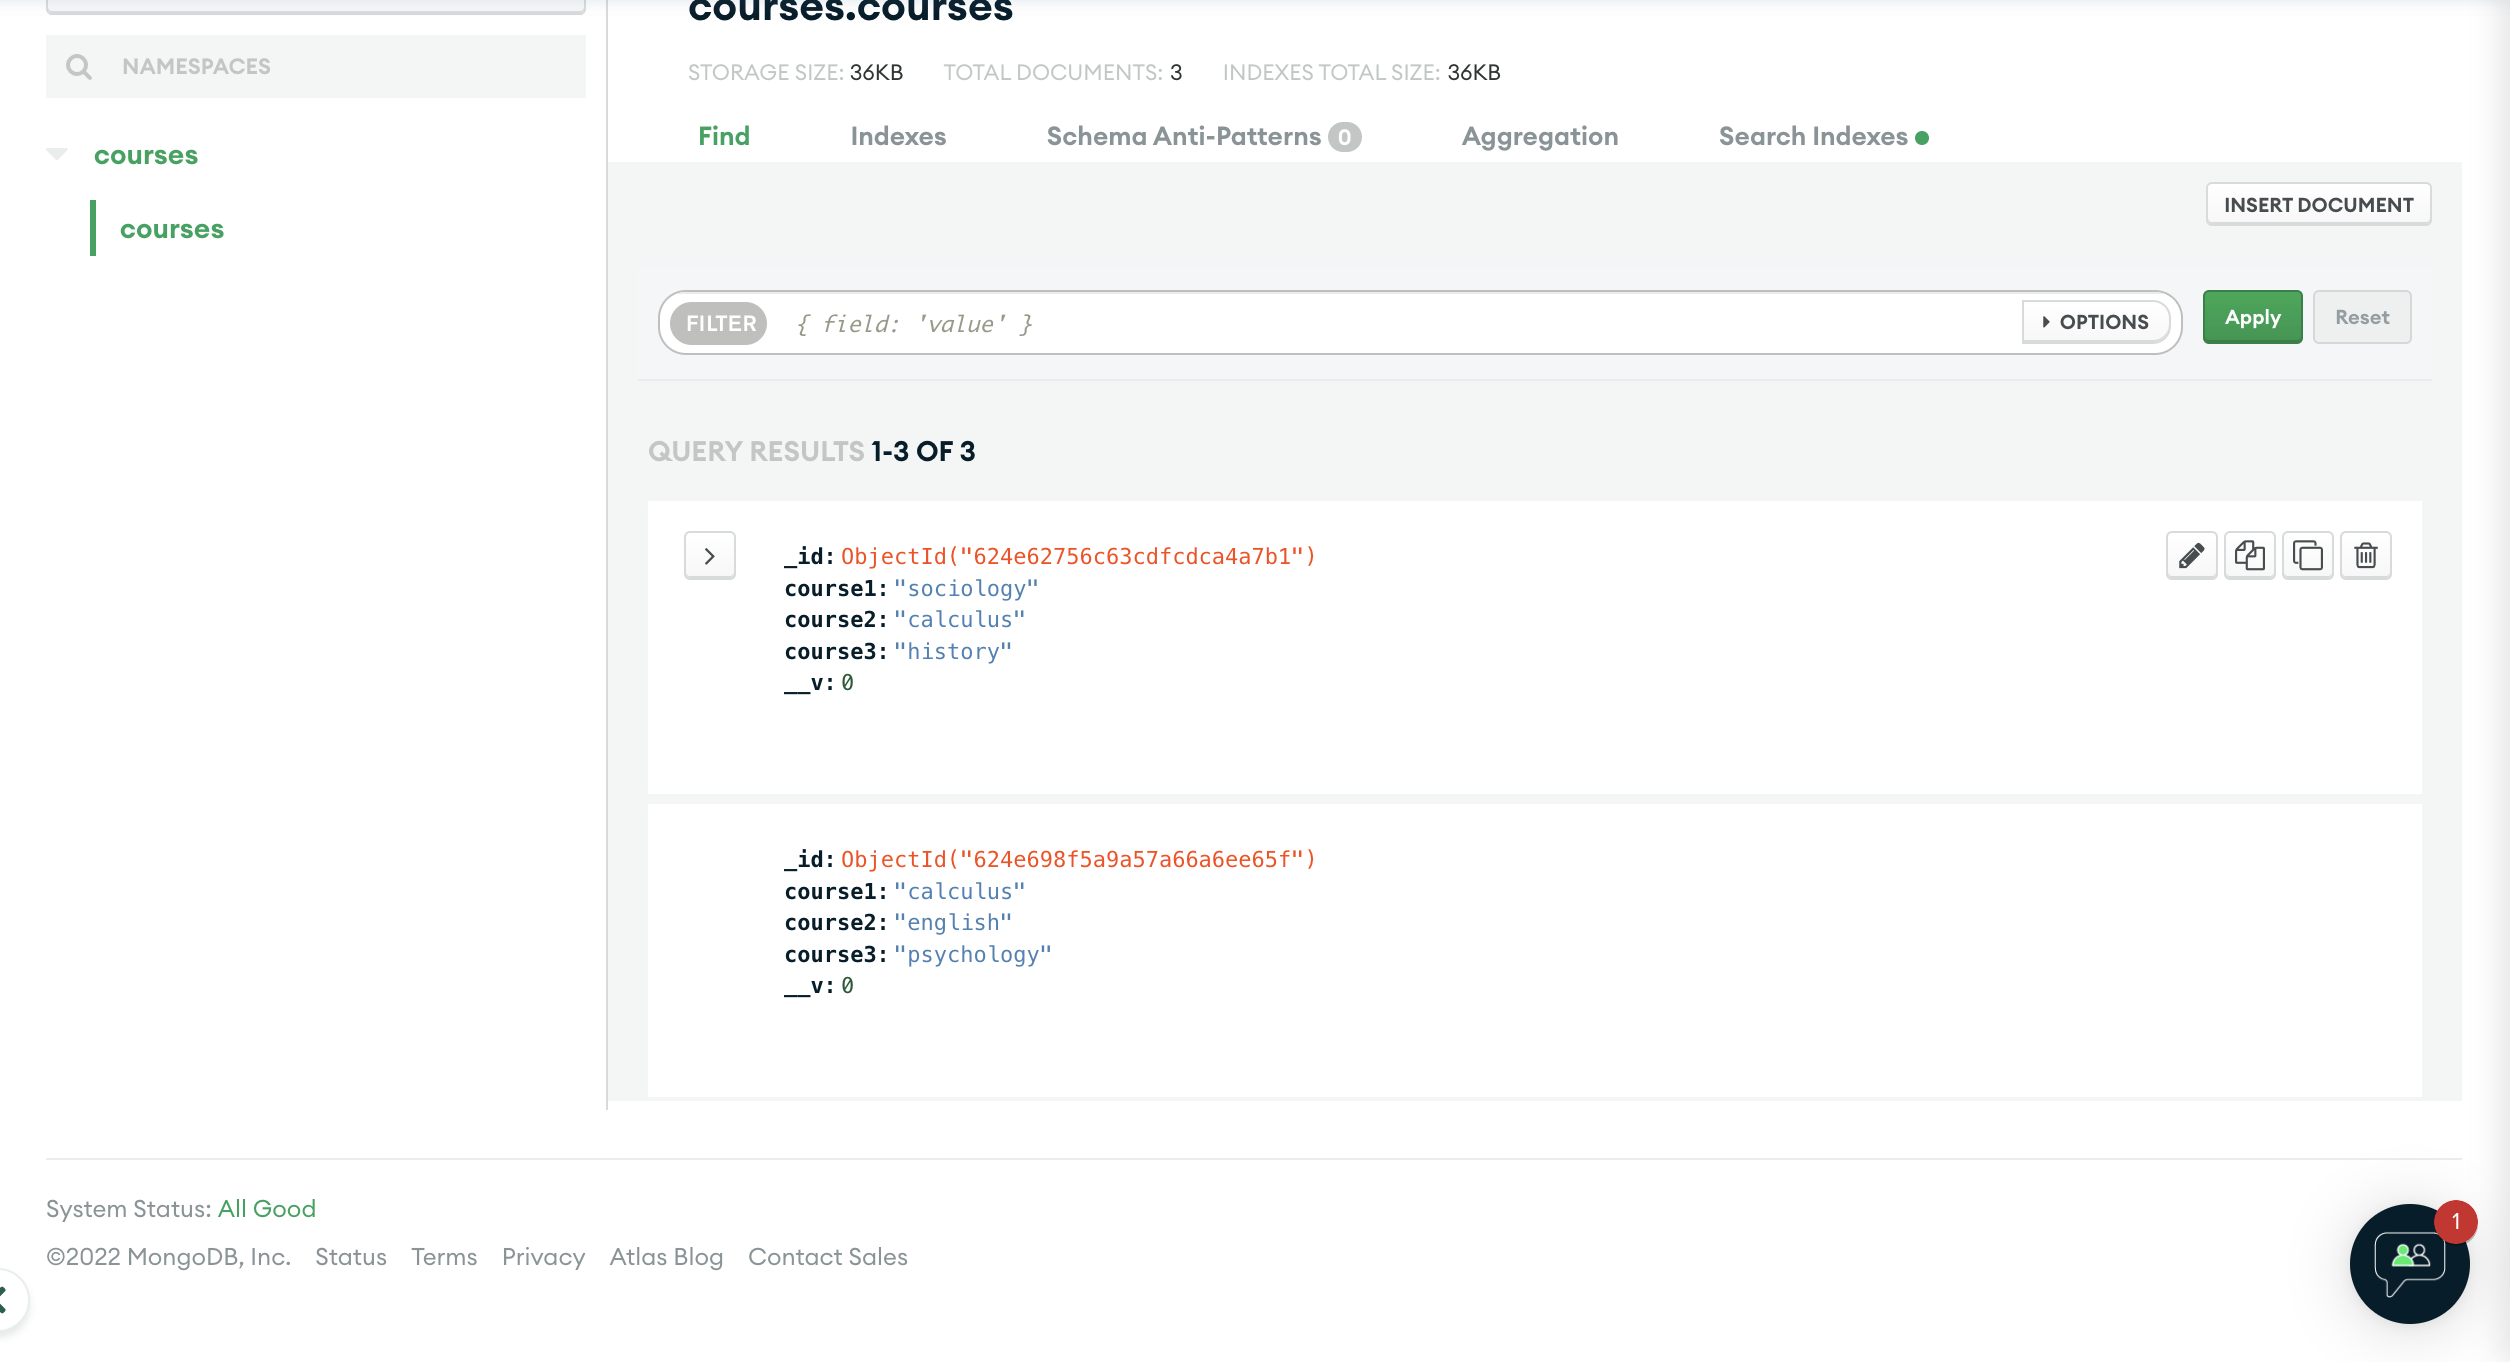 courses.courses
NAMESPACES
STORAGE SIZE: 36KB TOTAL DOCUMENTS: 3 INDEXES TOTAL SIZE: 36KB
Find Indexes Schema Anti-Patterns 0 Aggregation Search Indexes
courses
courses
INSERT DOCUMENT
FILTER { field: 'value' } OPTIONS Apply Reset
QUERY RESULTS 1-3 OF 3
_id: ObjectId("624e62756c63cdfcdca4a7b1")
course1: "sociology"
course2: "calculus"
course3: "history"
__v: 0
_id: ObjectId("624e698f5a9a57a66a6ee65f")
course1: "calculus"
course2: "english"
course3: "psychology"
__v: 0
System Status: All Good
1
©2022 MongoDB, Inc. Status Terms Privacy Atlas Blog Contact Sales